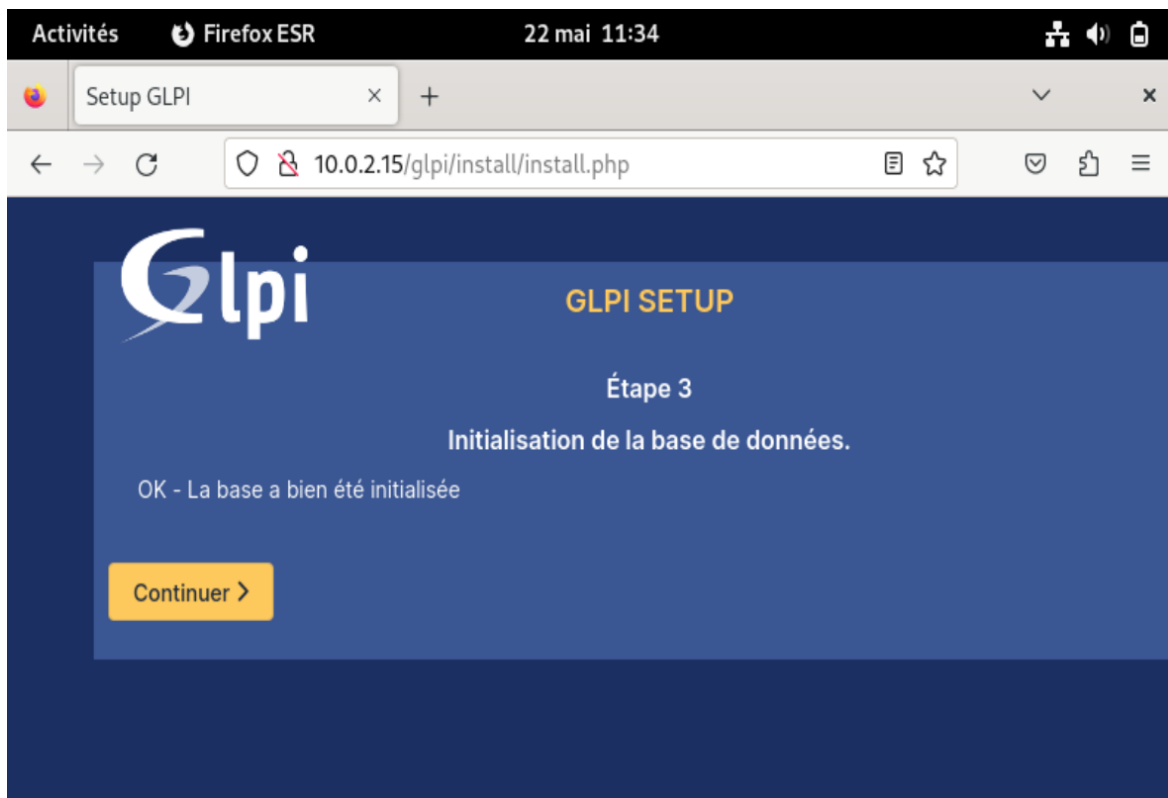 Activités Firefox ESR 22 mai 11:34
Setup GLPI
10.0.2.15/glpi/install/install.php
Glpi
GLPI SETUP
Étape 3
Initialisation de la base de données.
OK - La base a bien été initialisée
Continuer